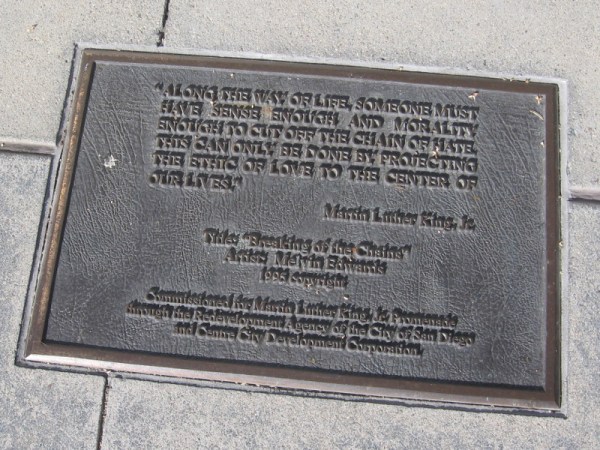 "ALONG THE WAY OF LIFE, SOMEONE MUST
HAVE SENSE ENOUGH AND MORALITY
ENOUGH TO CUT OFF THE CHAIN OF HATE.
THIS CAN ONLY BE DONE BY PROJECTING
THE ETHIC OF LOVE TO THE CENTER OF
OUR LIVES."
Martin Luther King, Jr.
Title: "Breaking of the Chains"
Artist: Melvin Edwards
1995 copyright
Commissioned for Martin Luther King, Jr. Promenade
through the Redevelopment Agency of the City of San Diego
and Centre City Development Corporation.